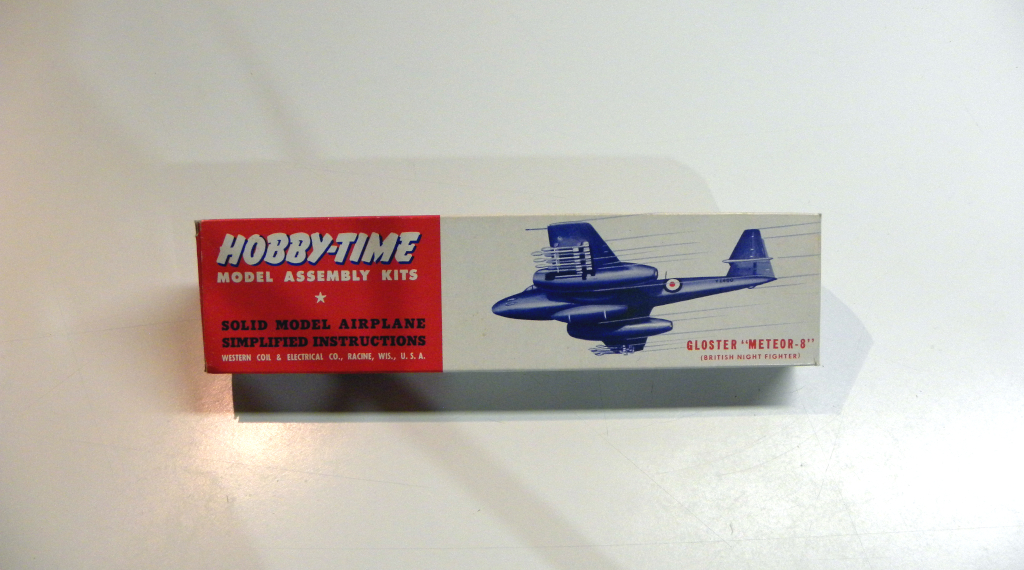 HOBBY-TIME
MODEL ASSEMBLY KITS
SOLID MODEL AIRPLANE
SIMPLIFIED INSTRUCTIONS
WESTERN COIL & ELECTRICAL CO., RACINE, WIS., U. S. A.
GLOSTER "METEOR-8"
(BRITISH NIGHT FIGHTER)